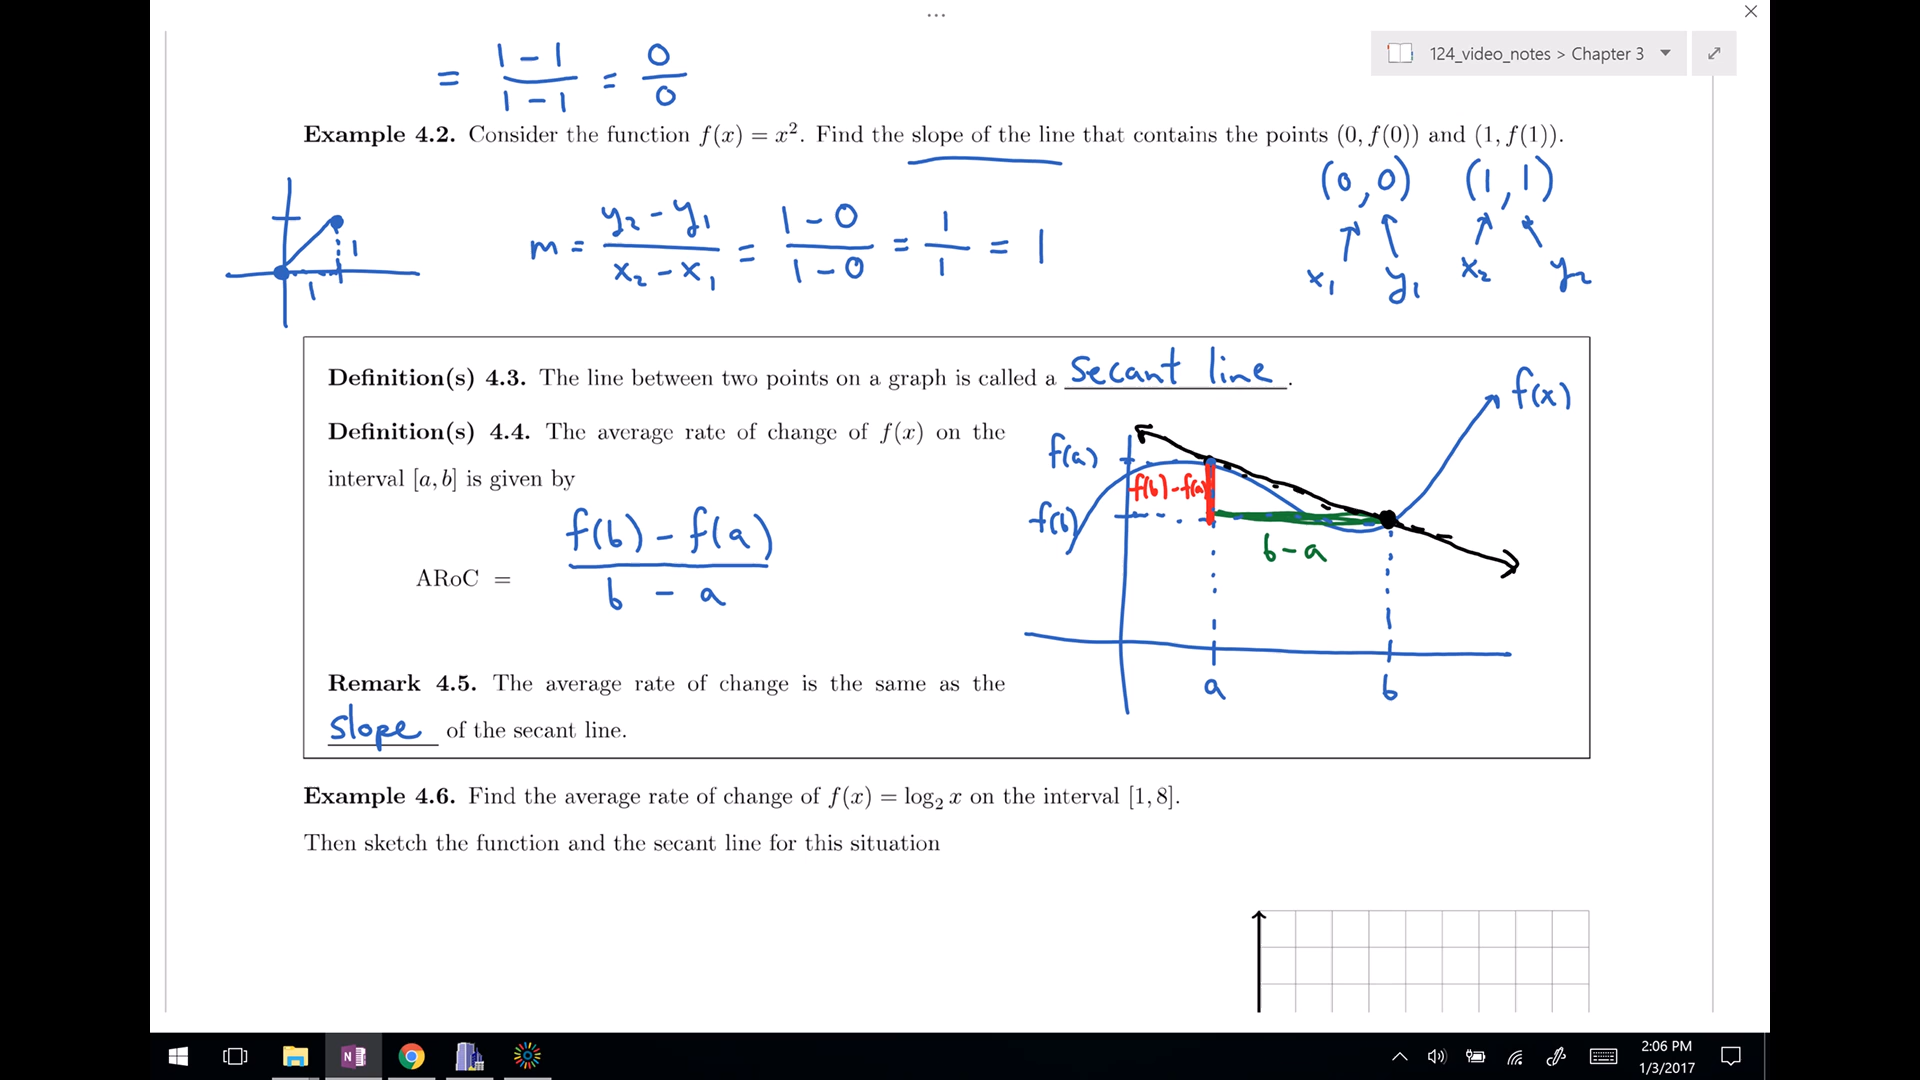 ...
124_video_notes > Chapter 3
= 1 - 1 / 1 - 1 = 0 / 0
Example 4.2. Consider the function f(x) = x². Find the slope of the line that contains the points (0, f(0)) and (1, f(1)).
(0, 0) (1, 1)
x₁ y₁ x₂ y₂
1
1
m = y₂ - y₁ / x₂ - x₁ = 1 - 0 / 1 - 0 = 1 / 1 = 1
Definition(s) 4.3. The line between two points on a graph is called a secant line.
Definition(s) 4.4. The average rate of change of f(x) on the
interval [a, b] is given by
ARoC = f(b) - f(a) / b - a
f(x)
f(a)
f(b) - f(a)
f(b)
b - a
a
b
Remark 4.5. The average rate of change is the same as the
slope of the secant line.
Example 4.6. Find the average rate of change of f(x) = log₂ x on the interval [1, 8].
Then sketch the function and the secant line for this situation
N
2:06 PM
1/3/2017